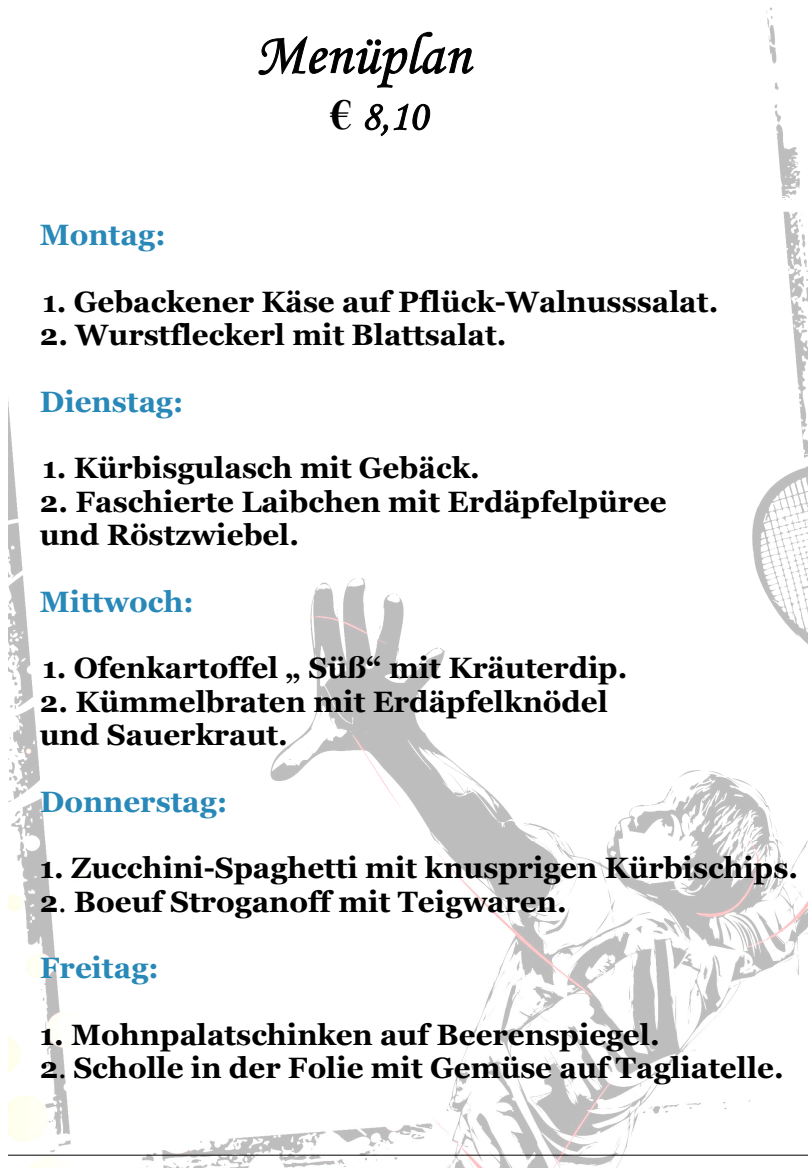 Menüplan
€ 8,10
Montag:
1. Gebackener Käse auf Pflück-Walnusssalat.
2. Wurstfleckerl mit Blattsalat.
Dienstag:
1. Kürbisgulasch mit Gebäck.
2. Faschierte Laibchen mit Erdäpfelpüree
und Röstzwiebel.
Mittwoch:
1. Ofenkartoffel „ Süß“ mit Kräuterdip.
2. Kümmelbraten mit Erdäpfelknödel
und Sauerkraut.
Donnerstag:
1. Zucchini-Spaghetti mit knusprigen Kürbischips.
2. Boeuf Stroganoff mit Teigwaren.
Freitag:
1. Mohnpalatschinken auf Beerenspiegel.
2. Scholle in der Folie mit Gemüse auf Tagliatelle.